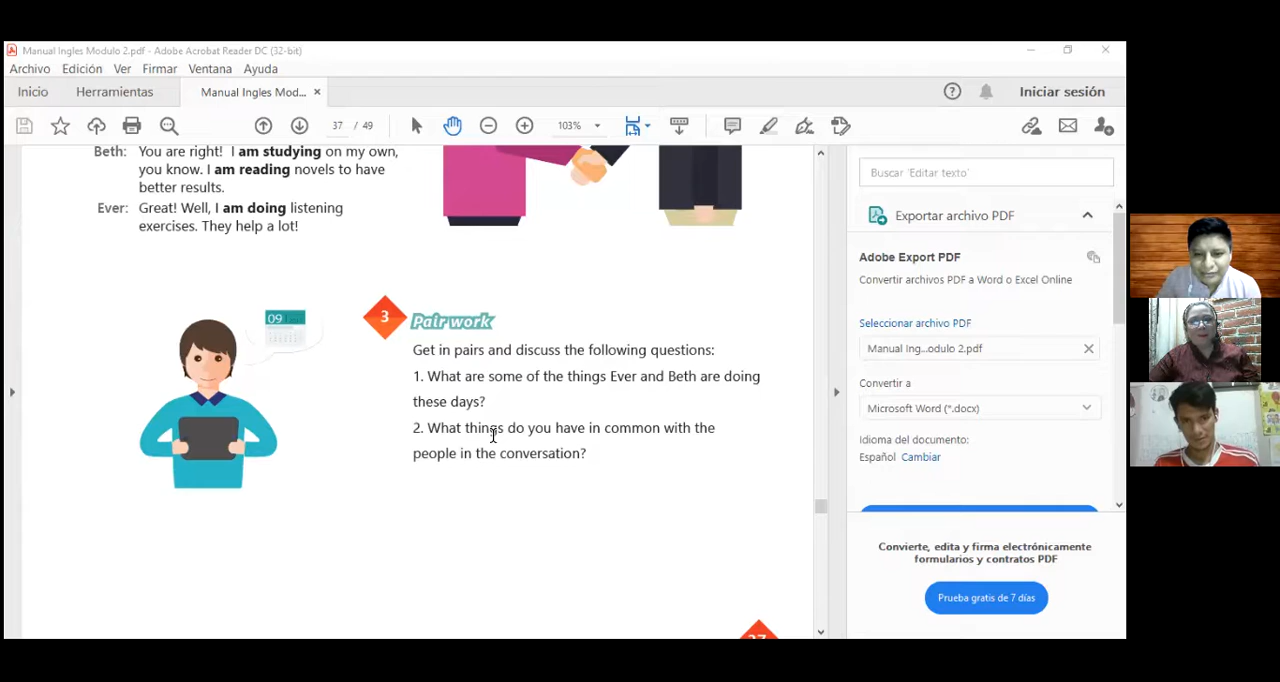 Manual Ingles Modulo 2.pdf - Adobe Acrobat Reader DC (32-bit)
Archivo Edición Ver Firmar Ventana Ayuda
Inicio Herramientas Manual Ingles Mod... × Iniciar sesión
37 / 49 103%
Beth: You are right! I am studying on my own,
you know. I am reading novels to have
better results.
Ever: Great! Well, I am doing listening
exercises. They help a lot!
09
3 Pair work
Get in pairs and discuss the following questions:
1. What are some of the things Ever and Beth are doing
these days?
2. What things do you have in common with the
people in the conversation?
Buscar 'Editar texto'
Exportar archivo PDF
Adobe Export PDF
Convertir archivos PDF a Word o Excel Online
Seleccionar archivo PDF
Manual Ing...odulo 2.pdf
Convertir a
Microsoft Word (*.docx)
Idioma del documento:
Español Cambiar
Convierte, edita y firma electrónicamente
formularios y contratos PDF
Prueba gratis de 7 días